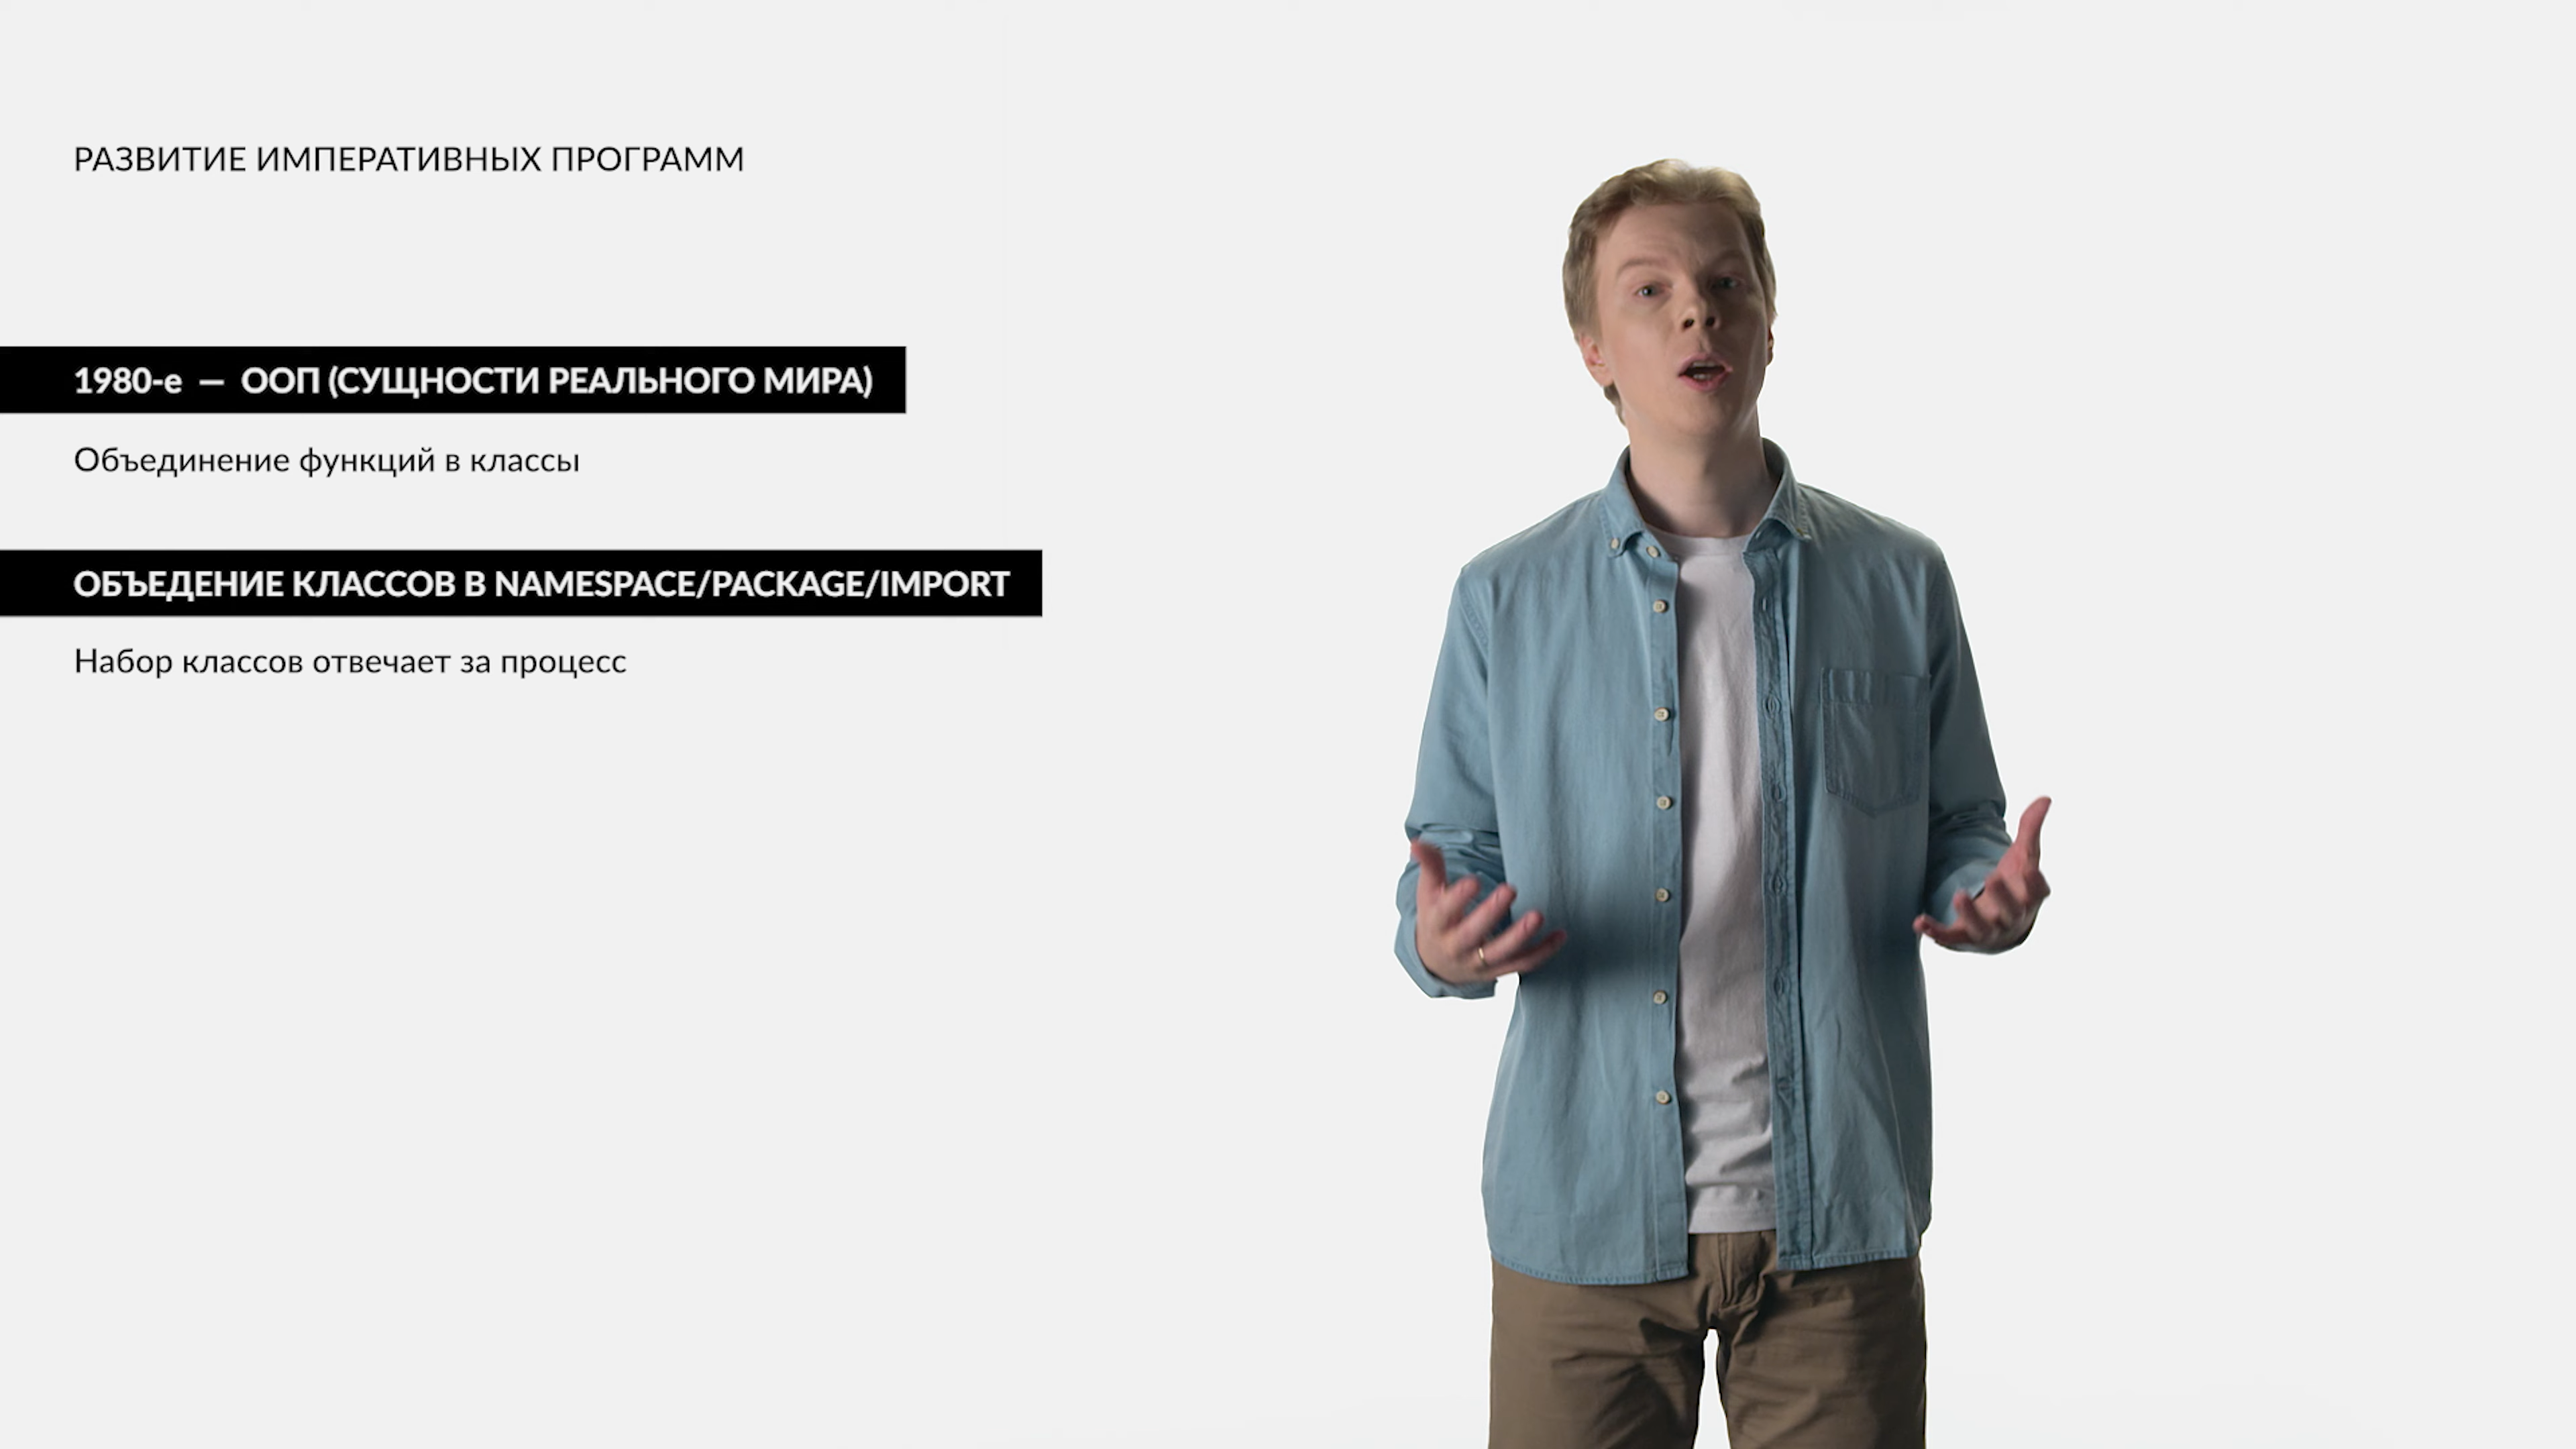 РАЗВИТИЕ ИМПЕРАТИВНЫХ ПРОГРАММ
1980-е — ООП (СУЩНОСТИ РЕАЛЬНОГО МИРА)
Объединение функций в классы
ОБЪЕДЕНИЕ КЛАССОВ В NAMESPACE/PACKAGE/IMPORT
Набор классов отвечает за процесс